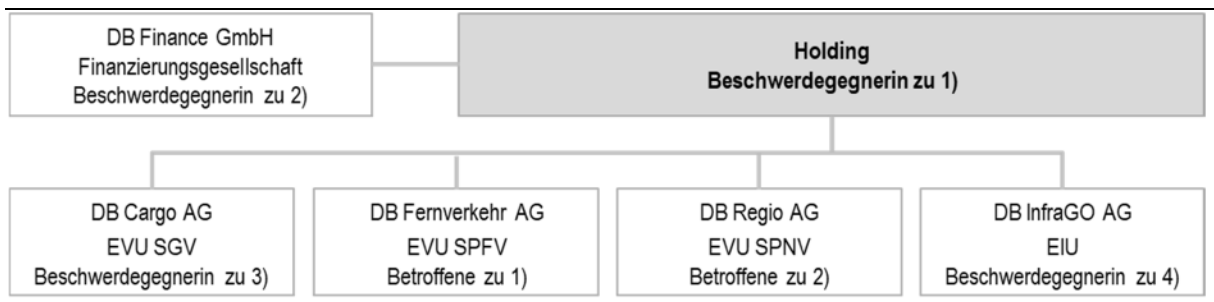 DB Finance GmbH
Finanzierungsgesellschaft
Beschwerdegegnerin zu 2)
Holding
Beschwerdegegnerin zu 1)
DB Cargo AG
EVU SGV
Beschwerdegegnerin zu 3)
DB Fernverkehr AG
EVU SPFV
Betroffene zu 1)
DB Regio AG
EVU SPNV
Betroffene zu 2)
DB InfraGO AG
EIU
Beschwerdegegnerin zu 4)